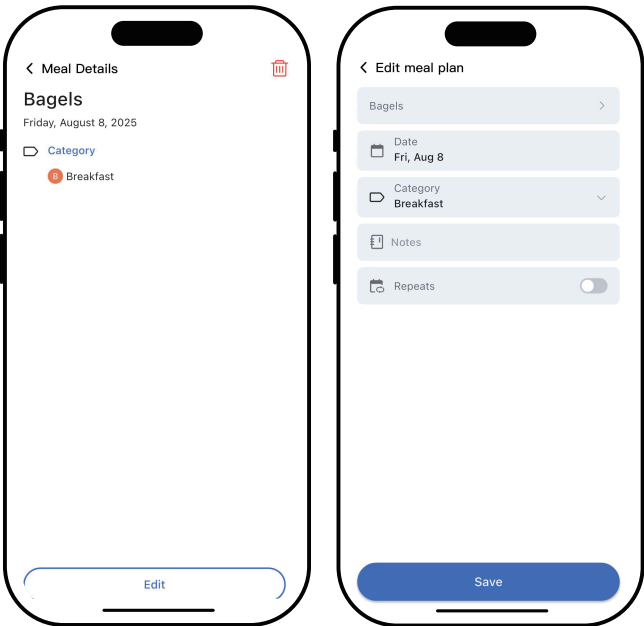 Meal Details
Bagels
Friday, August 8, 2025
Category
B Breakfast
Edit
Edit meal plan
Bagels
Date
Fri, Aug 8
Category
Breakfast
Notes
Repeats
Save